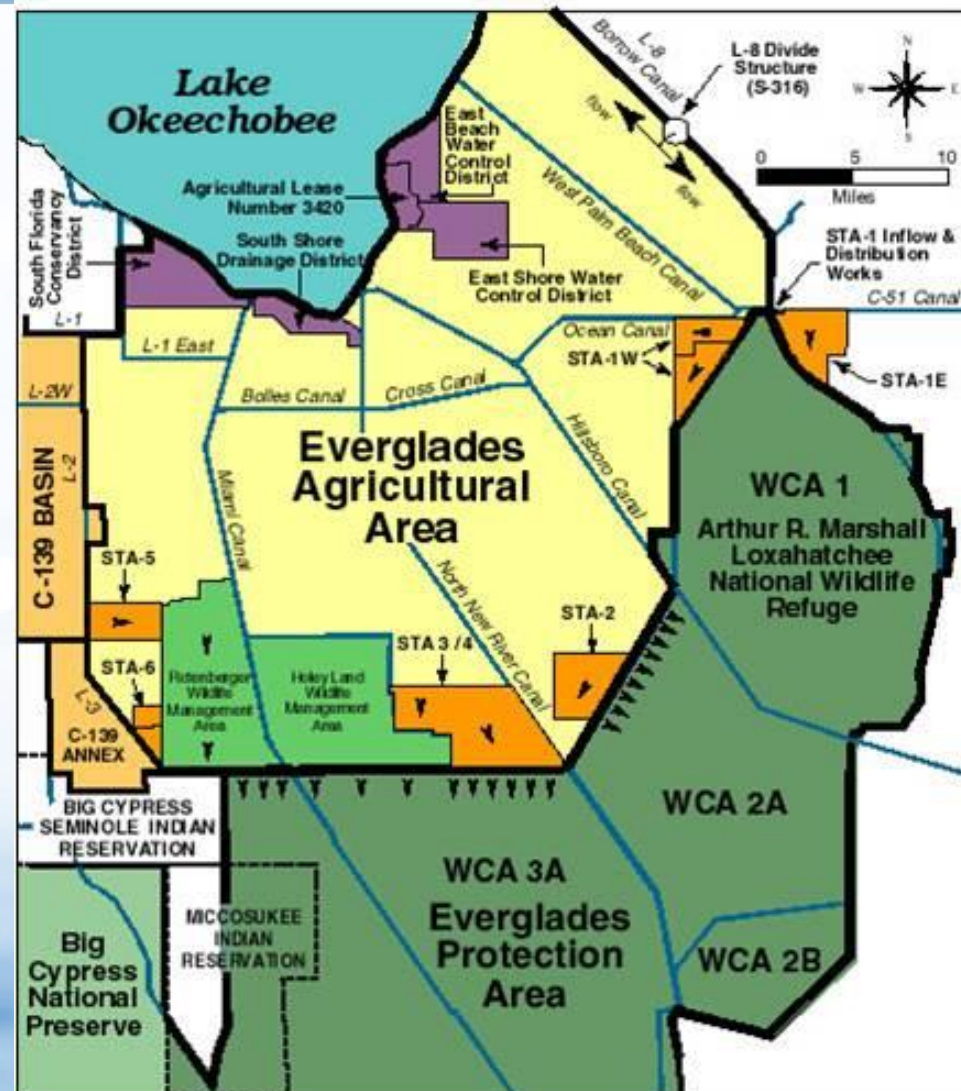 Lake
Okeechobee
L-8
Borrow Canal
L-8 Divide
Structure
(S-316)
N
W
E
S
flow
flow
0
5
10
Miles
East
Beach
Water
Control
District
Agricultural Lease
Number 3420
South Florida
Conservancy
District
South Shore
Drainage District
East Shore Water
Control District
West Palm Beach Canal
STA-1 Inflow &
Distribution
Works
C-51 Canal
L-1
L-1 East
Ocean Canal
STA-1W
STA-1E
L-2W
Bolles Canal
Cross Canal
Everglades
Agricultural
Area
Hillsboro Canal
Miami Canal
L-2
C-139 BASIN
WCA 1
Arthur R. Marshall
Loxahatchee
National Wildlife
Refuge
STA-5
North New River Canal
STA-2
STA 3/4
STA-6
Rotenberger
Wildlife
Management
Area
Holey Land
Wildlife
Management
Area
L-3
C-139
ANNEX
BIG CYPRESS
SEMINOLE INDIAN
RESERVATION
WCA 2A
WCA 3A
Everglades
Protection
Area
MICCOSUKEE
INDIAN
RESERVATION
WCA 2B
Big
Cypress
National
Preserve